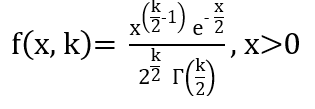 f(x, k)= x^(k/2 -1) e^-x/2 / 2^k/2 Γ(k/2) , x>0